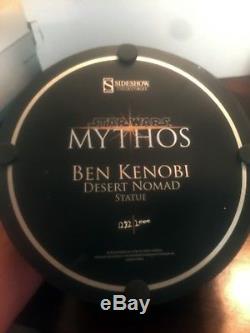 SIDESHOW
COLLECTIBLES
STAR WARS
MYTHOS
BEN KENOBI
DESERT NOMAD
STATUE